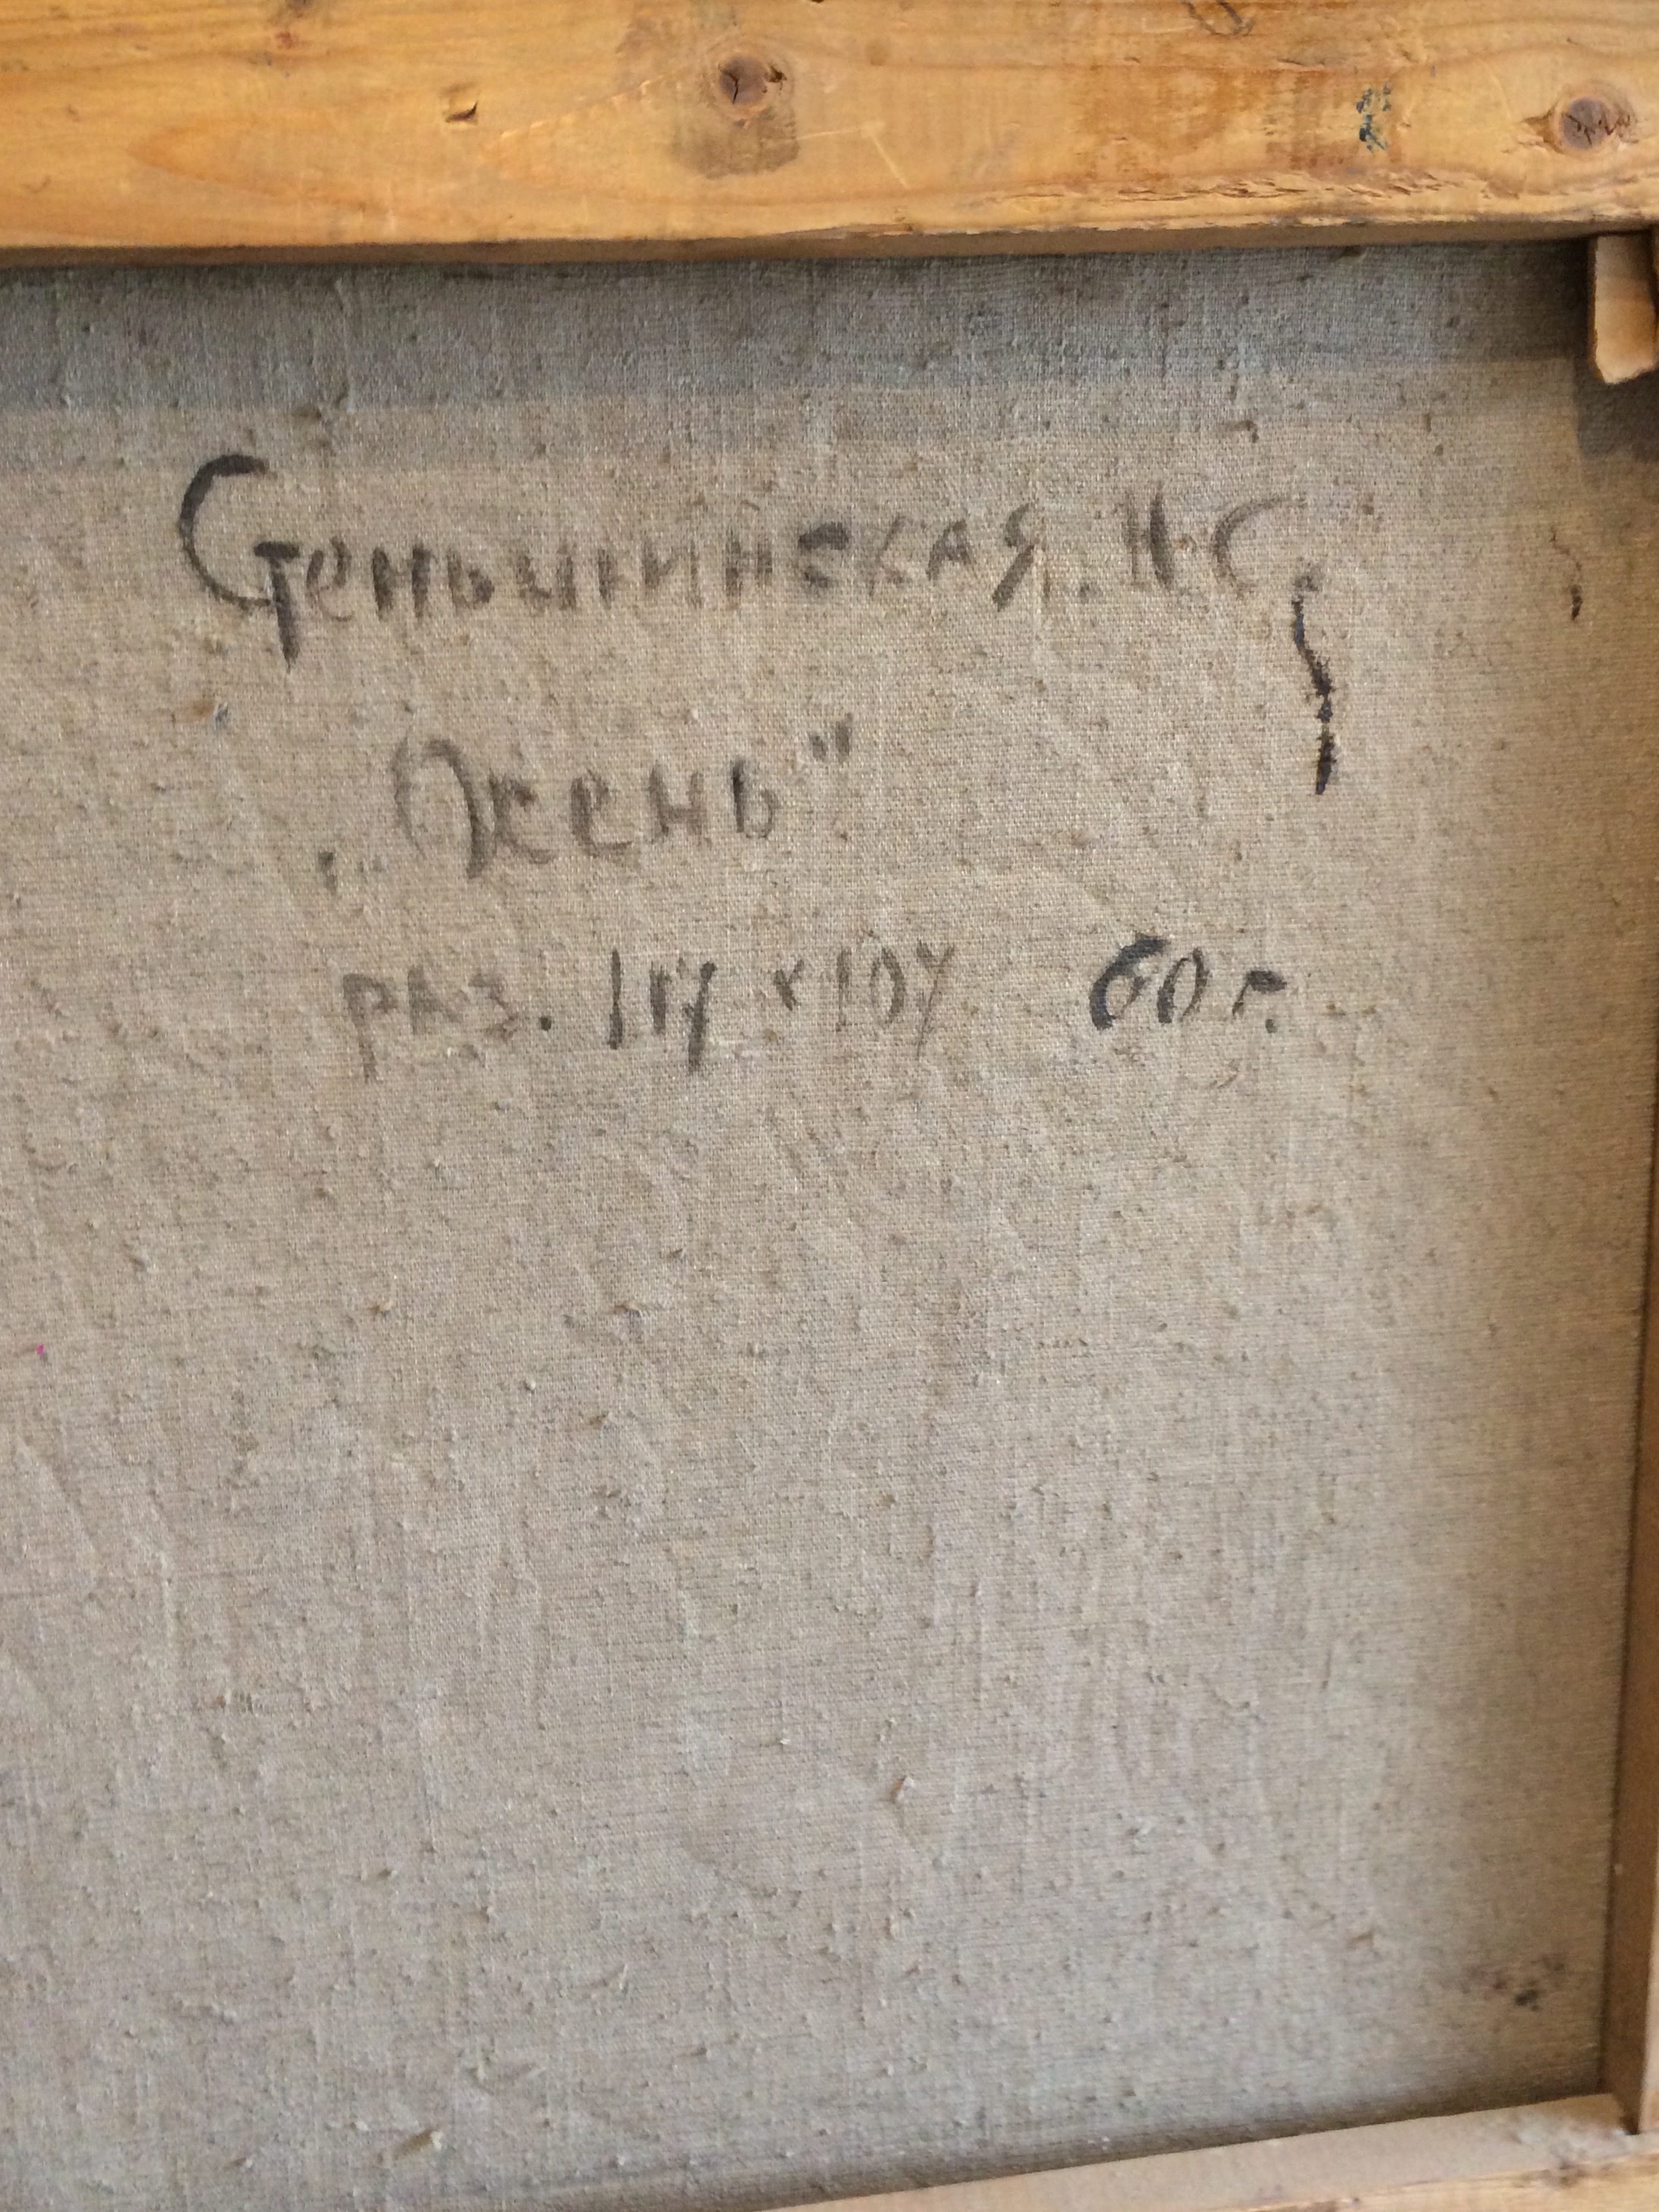 Стеньшинская. Н.С.
„Осень"
раз. 117 х 107 60 г.